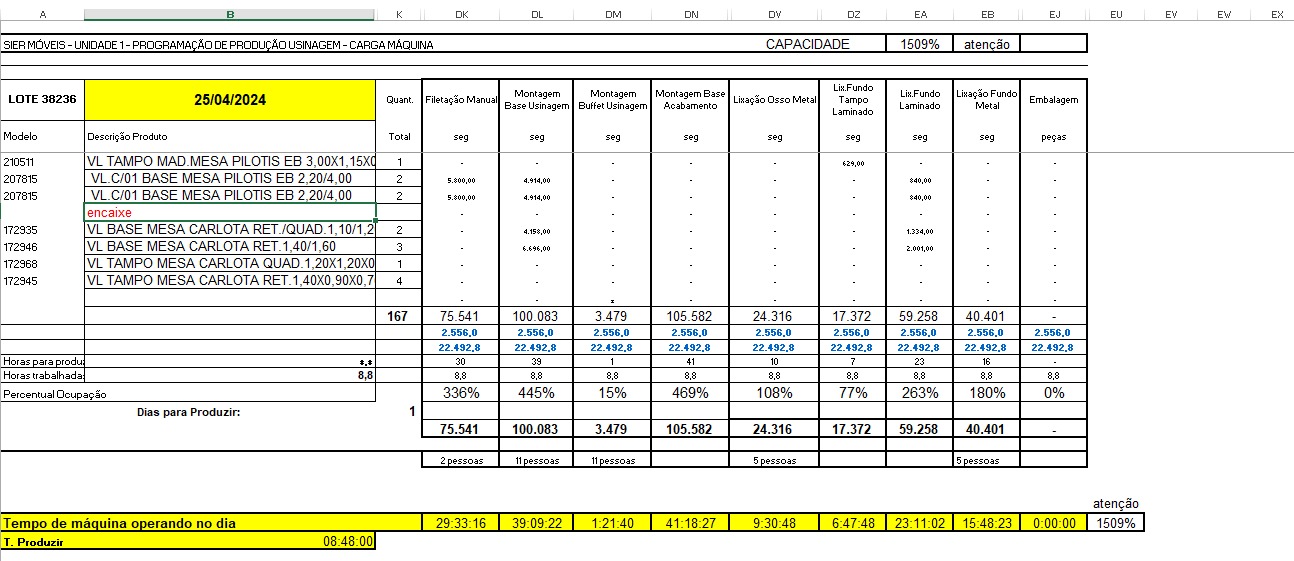 A B K DK DL DM DN DV DZ EA EB EJ EU EV EW EX
SIER MÓVEIS - UNIDADE 1 - PROGRAMAÇÃO DE PRODUÇÃO USINAGEM - CARGA MÁQUINA CAPACIDADE 1509% atenção
LOTE 38236 25/04/2024 Quant. Filetação Manual Montagem Base Usinagem Montagem Buffet Usinagem Montagem Base Acabamento Lixação Osso Metal Lix.Fundo Tampo Laminado Lix.Fundo Laminado Lixação Fundo Metal Embalagem
Modelo Descrição Produto Total seg seg seg seg seg seg seg seg peças
210511 VL TAMPO MAD.MESA PILOTIS EB 3,00X1,15X0 1 - - - - - 629,00 - - -
207815 VL.C/01 BASE MESA PILOTIS EB 2,20/4,00 2 5.800,00 4.914,00 - - - - 840,00 - -
207815 VL.C/01 BASE MESA PILOTIS EB 2,20/4,00 2 5.800,00 4.914,00 - - - - 840,00 - -
encaixe - - - - - - - - -
172935 VL BASE MESA CARLOTA RET./QUAD.1,10/1,2 2 - 4.158,00 - - - - 1.334,00 - -
172946 VL BASE MESA CARLOTA RET.1,40/1,60 3 - 6.696,00 - - - - 2.001,00 - -
172968 VL TAMPO MESA CARLOTA QUAD.1,20X1,20X0 1 - - - - - - - - -
172945 VL TAMPO MESA CARLOTA RET.1,40X0,90X0,7 4 - - - - - - - - -
- - - - - - - -
167 75.541 100.083 3.479 105.582 24.316 17.372 59.258 40.401 -
2.556,0 2.556,0 2.556,0 2.556,0 2.556,0 2.556,0 2.556,0 2.556,0 2.556,0
22.492,8 22.492,8 22.492,8 22.492,8 22.492,8 22.492,8 22.492,8 22.492,8 22.492,8
Horas para produz 30 39 1 41 10 7 23 16 -
Horas trabalhadas 8,8 8,8 8,8 8,8 8,8 8,8 8,8 8,8 8,8 8,8
Percentual Ocupação 336% 445% 15% 469% 108% 77% 263% 180% 0%
Dias para Produzir: 1
75.541 100.083 3.479 105.582 24.316 17.372 59.258 40.401 -
2 pessoas 11 pessoas 11 pessoas 5 pessoas 5 pessoas
atenção
Tempo de máquina operando no dia 29:33:16 39:09:22 1:21:40 41:18:27 9:30:48 6:47:48 23:11:02 15:48:23 0:00:00 1509%
T. Produzir 08:48:00